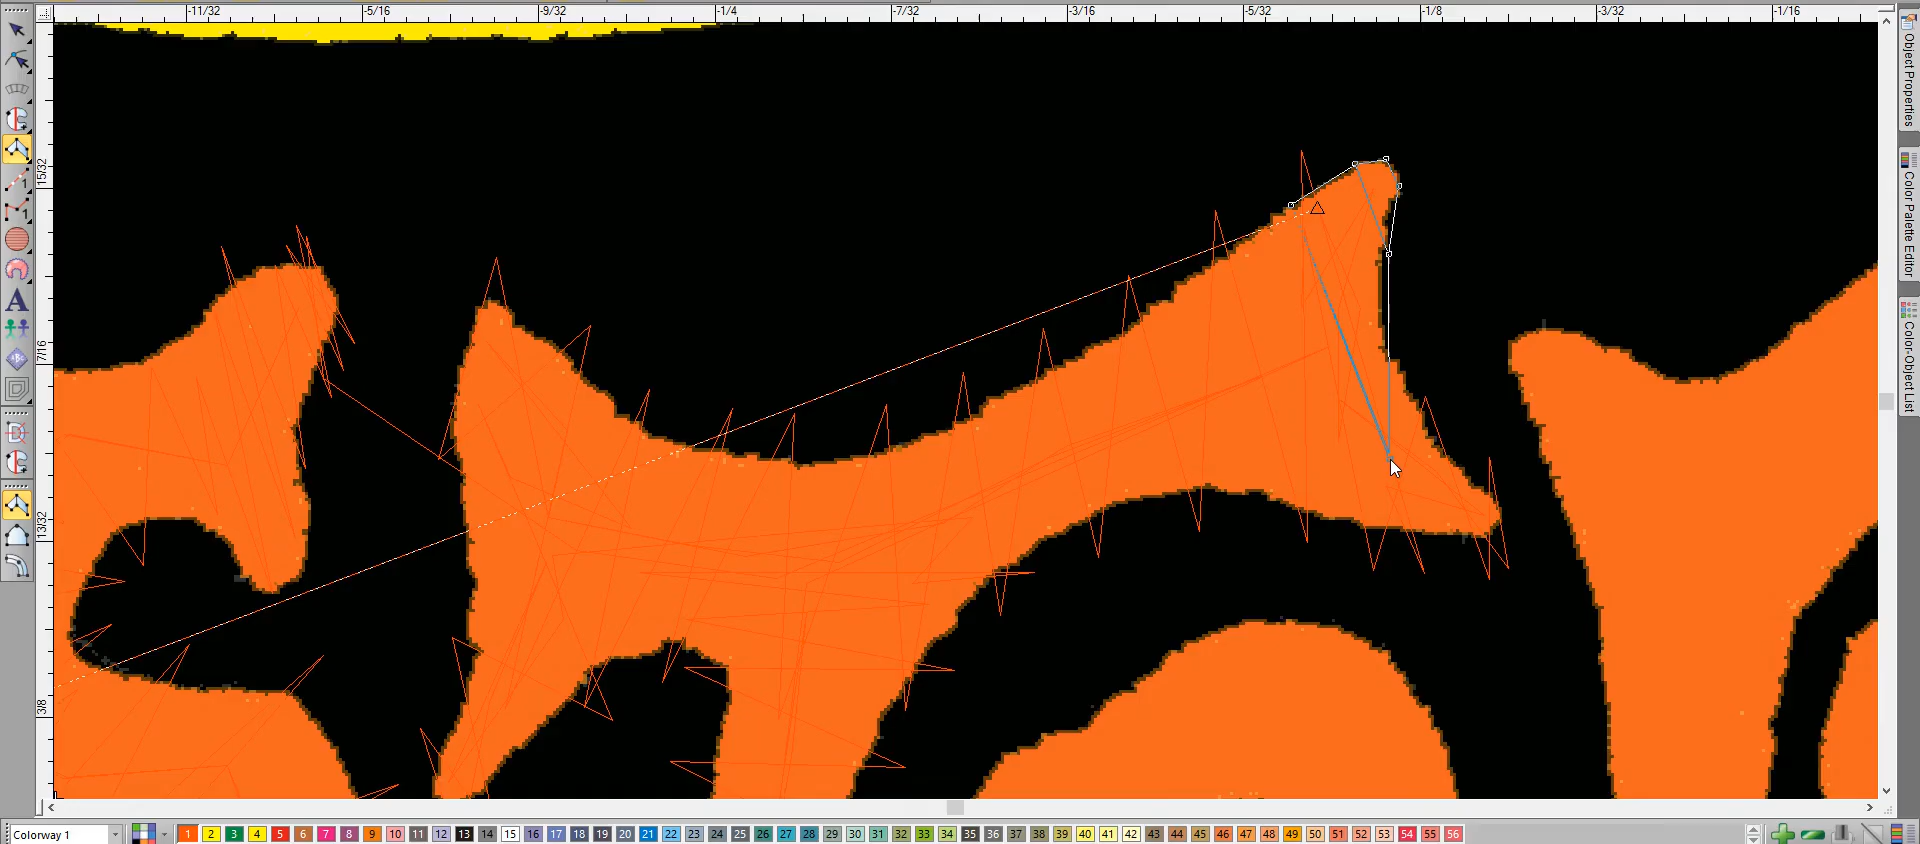 -11/32 -5/16 -9/32 -1/4 -7/32 -3/16 -5/32 -1/8 -3/32 -1/16
Object Properties
Color Palette Editor
Color-Object List
15/32
7/16
13/32
3/8
1
1
A
ABC
Colorway 1
1 2 3 4 5 6 7 8 9 10 11 12 13 14 15 16 17 18 19 20 21 22 23 24 25 26 27 28 29 30 31 32 33 34 35 36 37 38 39 40 41 42 43 44 45 46 47 48 49 50 51 52 53 54 55 56